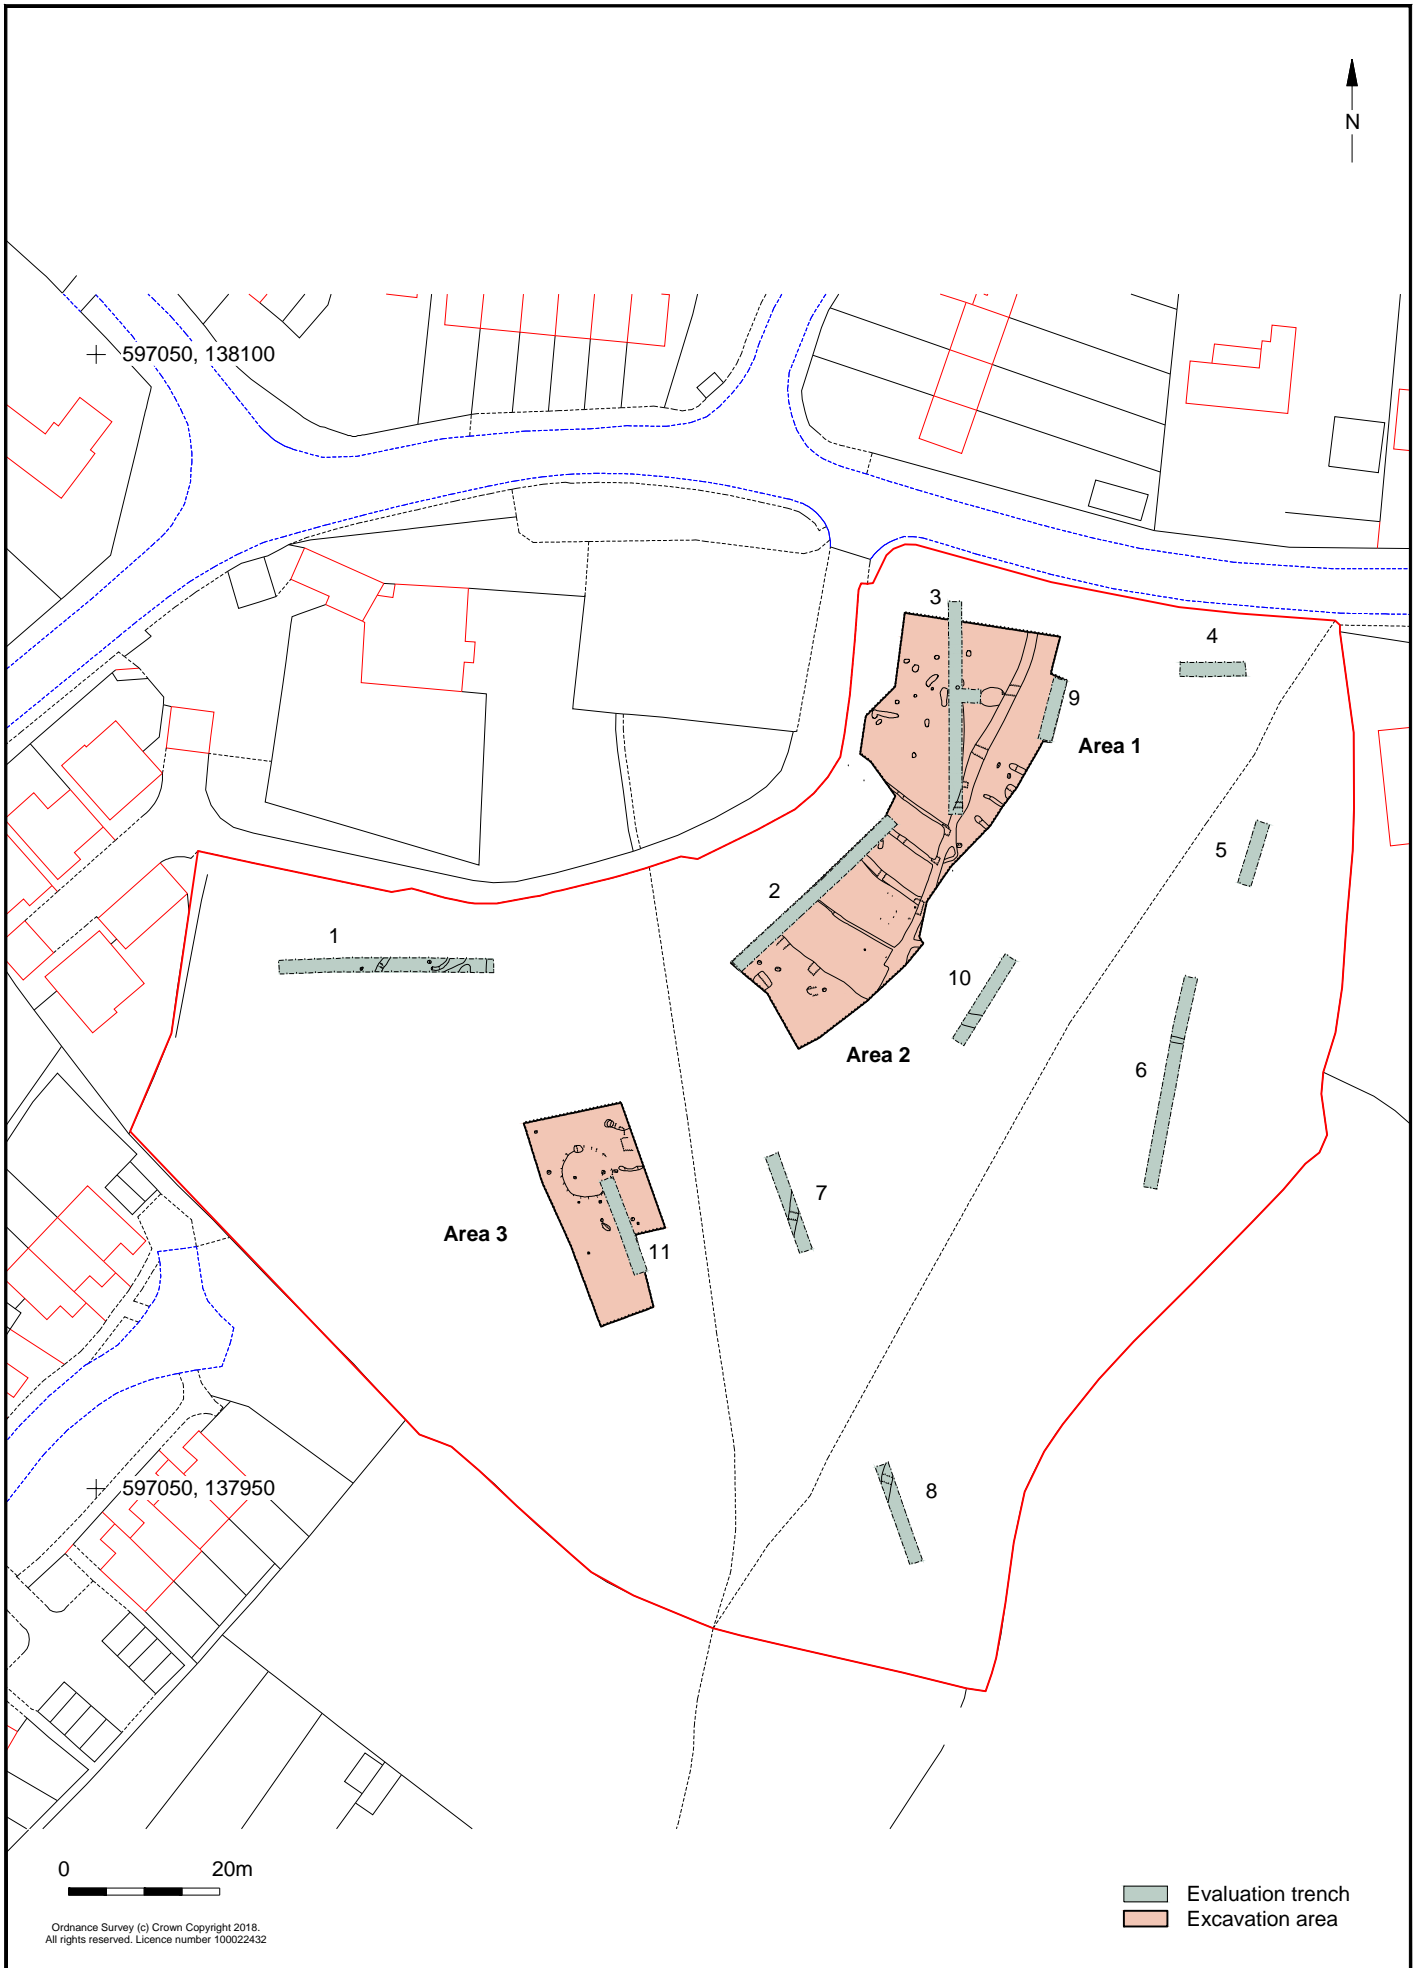 N
597050, 138100
3
4
9
Area 1
5
2
1
10
Area 2
6
7
Area 3
11
597050, 137950
8
0 20m
Ordnance Survey (c) Crown Copyright 2018.
All rights reserved. Licence number 100022432
Evaluation trench
Excavation area